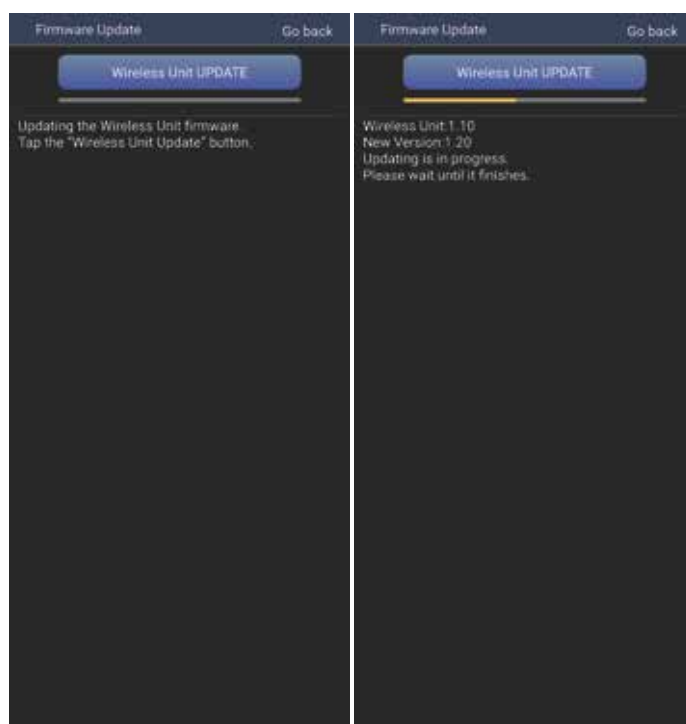 Firmware Update Go back
Wireless Unit UPDATE
Updating the Wireless Unit firmware.
Tap the "Wireless Unit Update" button.
Firmware Update Go back
Wireless Unit UPDATE
Wireless Unit:1.10
New Version:1.20
Updating is in progress.
Please wait until it finishes.